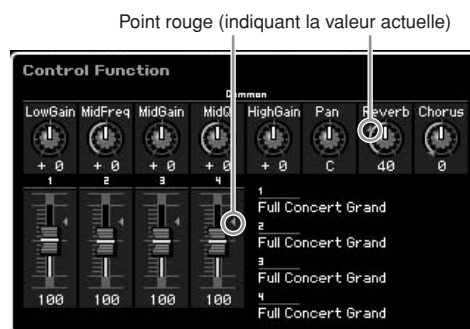 Point rouge (indiquant la valeur actuelle)
Control Function
Common
LowGain MidFreq MidGain MidQ HighGain Pan Reverb Chorus
+ 0 + 0 + 0 + 0 + 0 C 40 0
1 2 3 4
1
Full Concert Grand
2
Full Concert Grand
3
Full Concert Grand
4
Full Concert Grand
100 100 100 100